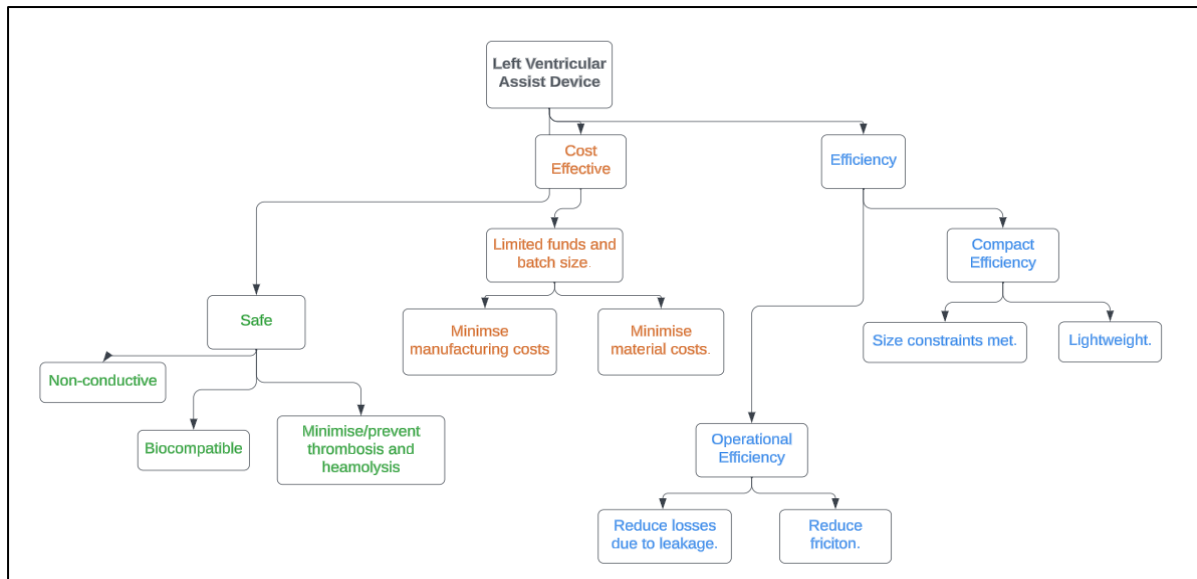 Left Ventricular
Assist Device
Cost
Effective
Efficiency
Limited funds and
batch size.
Compact
Efficiency
Safe
Minimse
manufacturing costs
Minimise
material costs.
Size constraints met.
Lightweight.
Non-conductive
Biocompatible
Minimise/prevent
thrombosis and
heamolysis
Operational
Efficiency
Reduce losses
due to leakage.
Reduce
friciton.